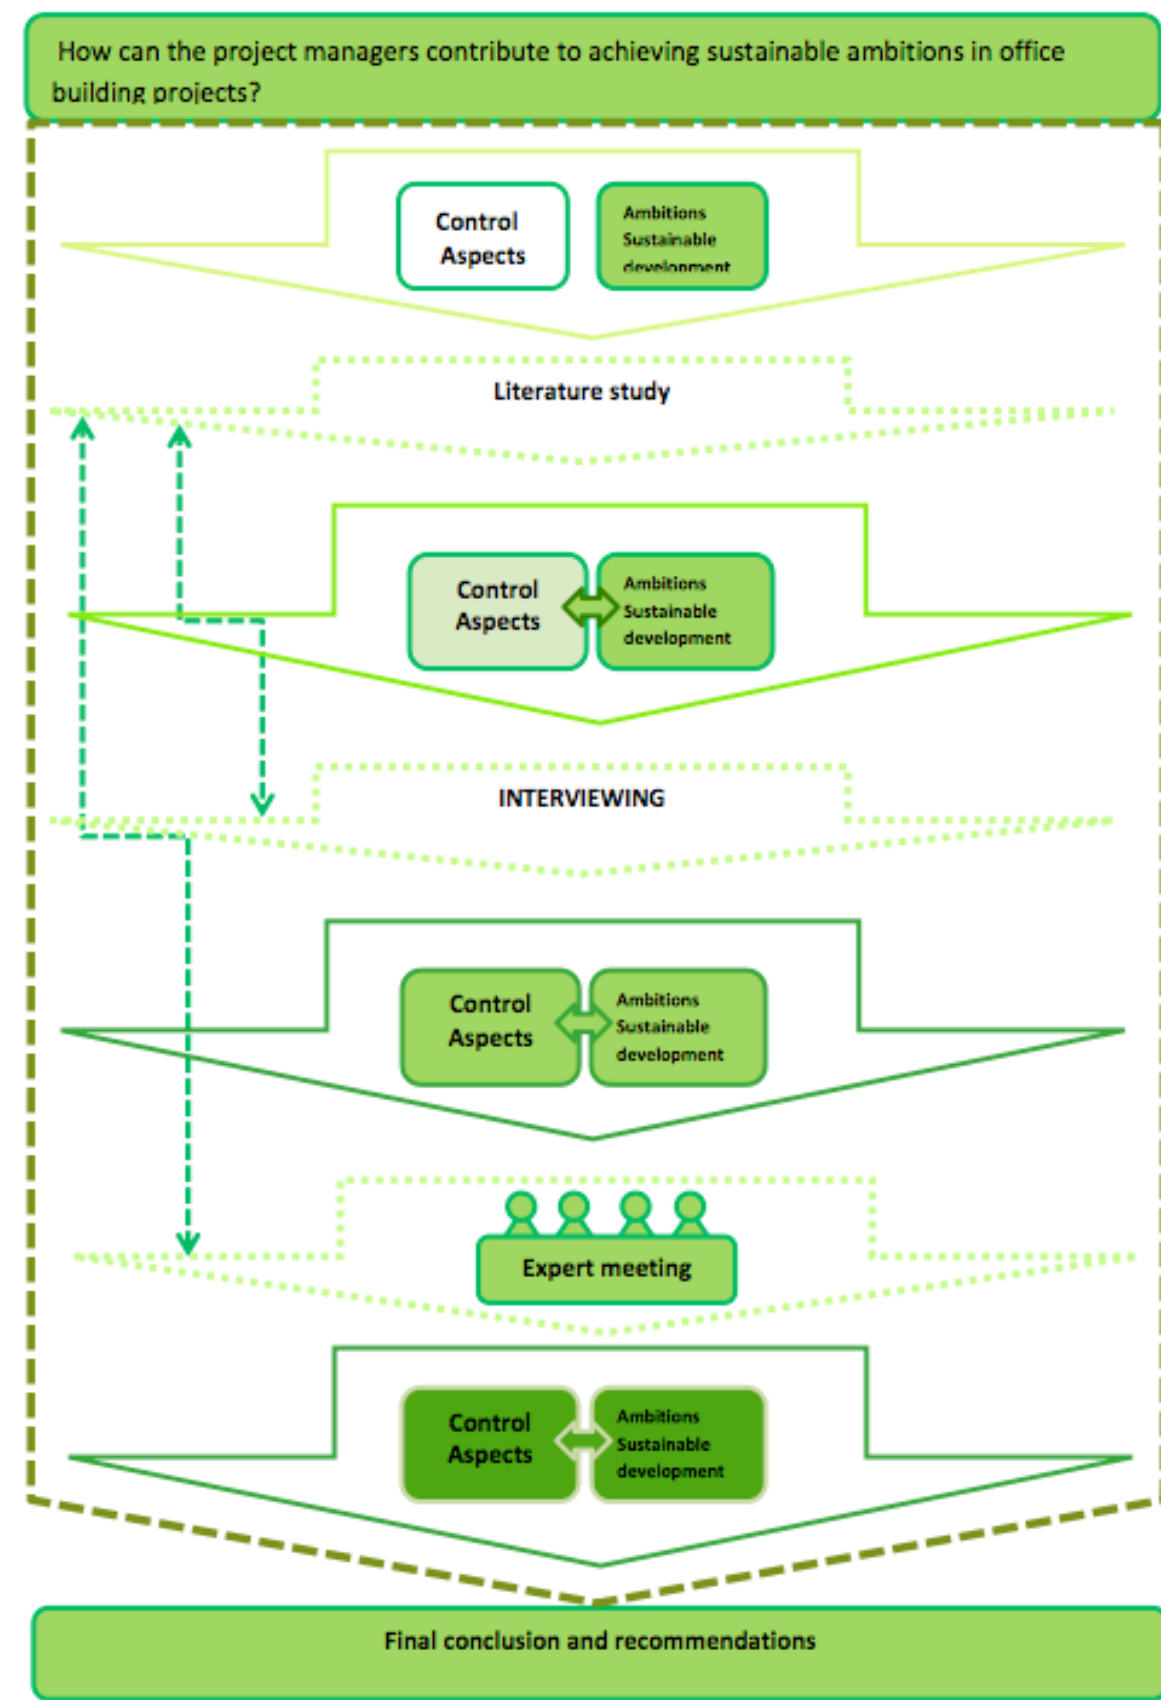 How can the project managers contribute to achieving sustainable ambitions in office
building projects?
Control
Aspects
Ambitions
Sustainable
development
Literature study
Control
Aspects
Ambitions
Sustainable
development
INTERVIEWING
Control
Aspects
Ambitions
Sustainable
development
Expert meeting
Control
Aspects
Ambitions
Sustainable
development
Final conclusion and recommendations